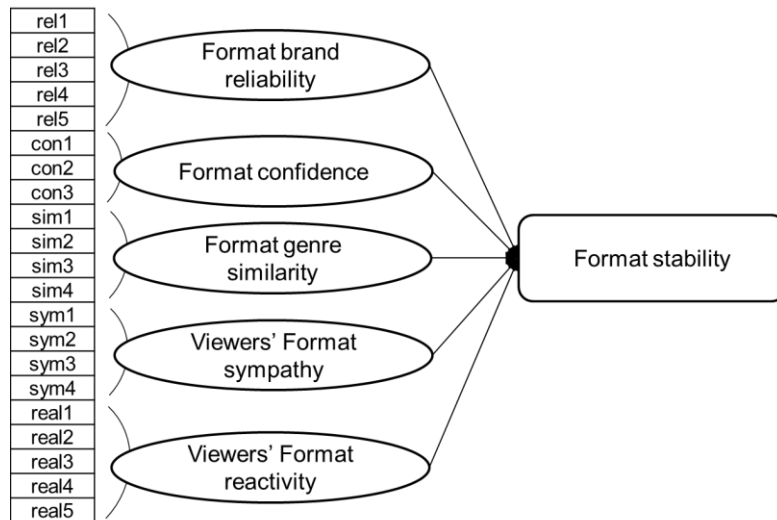 rel1
rel2
rel3
rel4
rel5
con1
con2
con3
sim1
sim2
sim3
sim4
sym1
sym2
sym3
sym4
real1
real2
real3
real4
real5
Format brand
reliability
Format confidence
Format genre
similarity
Viewers’ Format
sympathy
Viewers’ Format
reactivity
Format stability